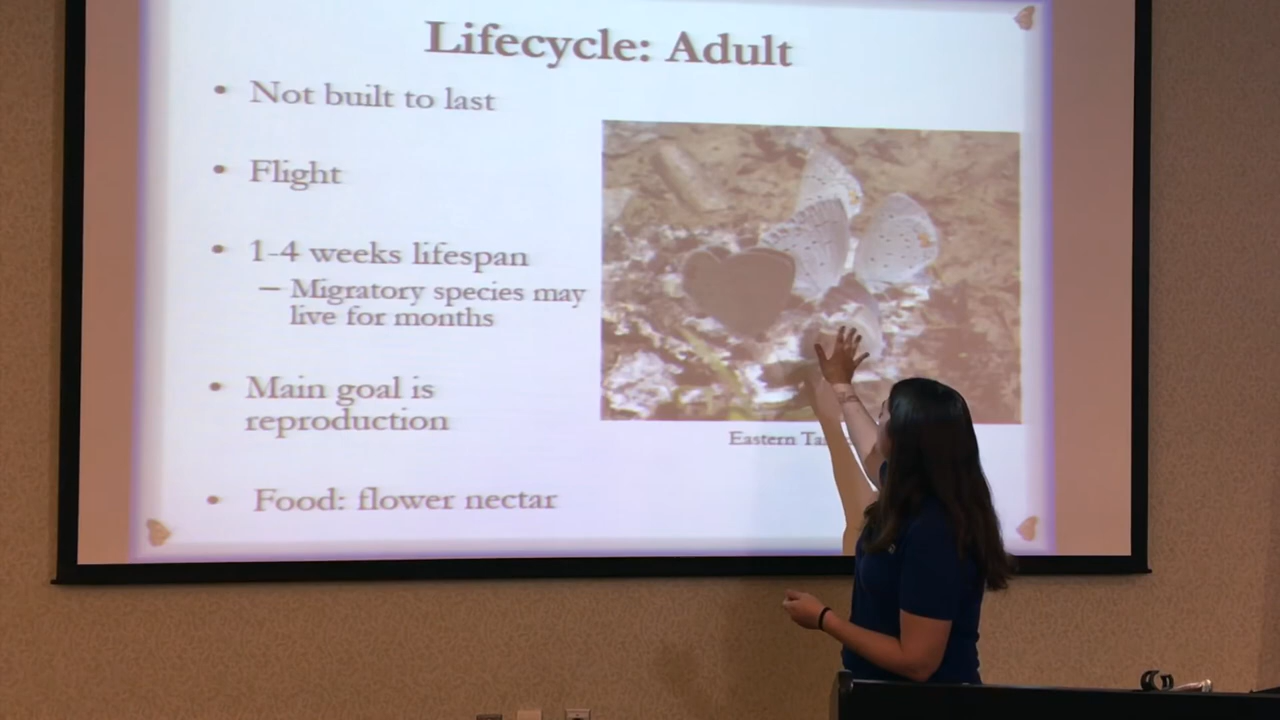 Lifecycle: Adult
• Not built to last
• Flight
• 1-4 weeks lifespan
– Migratory species may
live for months
• Main goal is
reproduction
• Food: flower nectar
Eastern